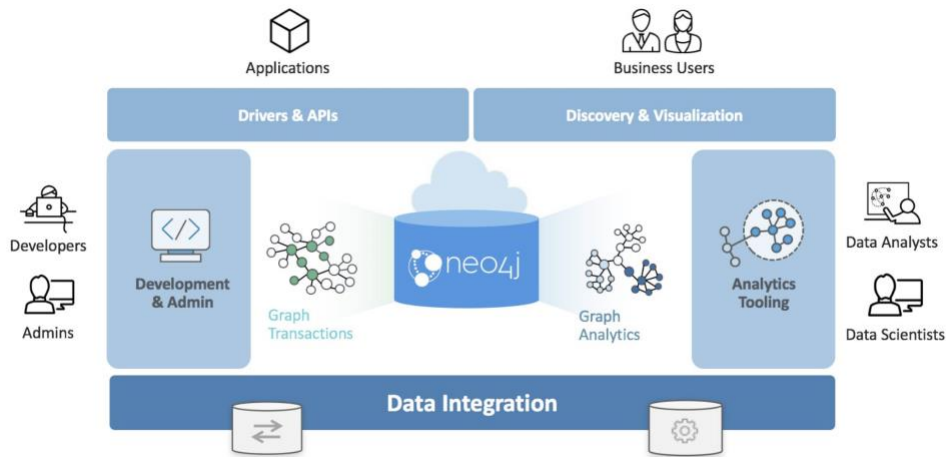 Applications
Business Users
Drivers & APIs
Discovery & Visualization
Developers
Admins
</>
Development
& Admin
Graph
Transactions
neo4j
Graph
Analytics
Analytics
Tooling
Data Analysts
Data Scientists
Data Integration